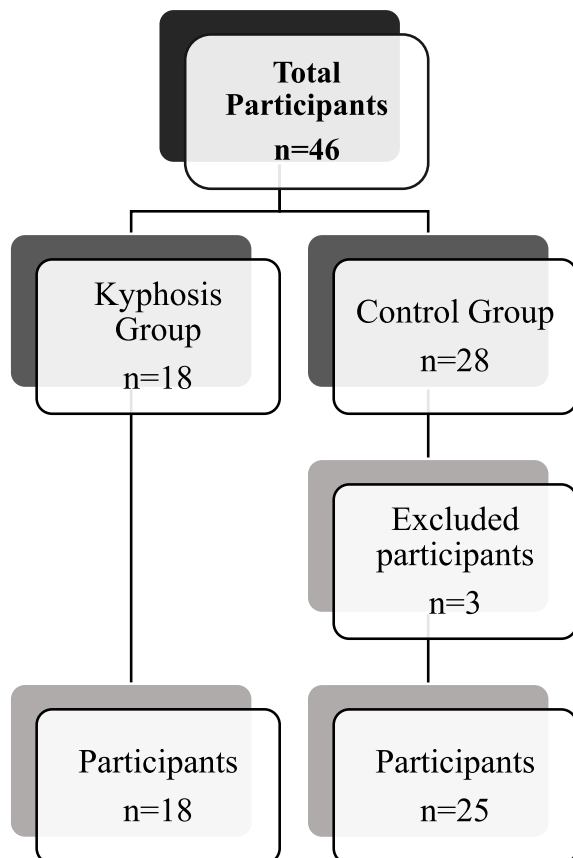 Total
Participants
n=46
Kyphosis
Group
n=18
Control Group
n=28
Excluded
participants
n=3
Participants
n=18
Participants
n=25